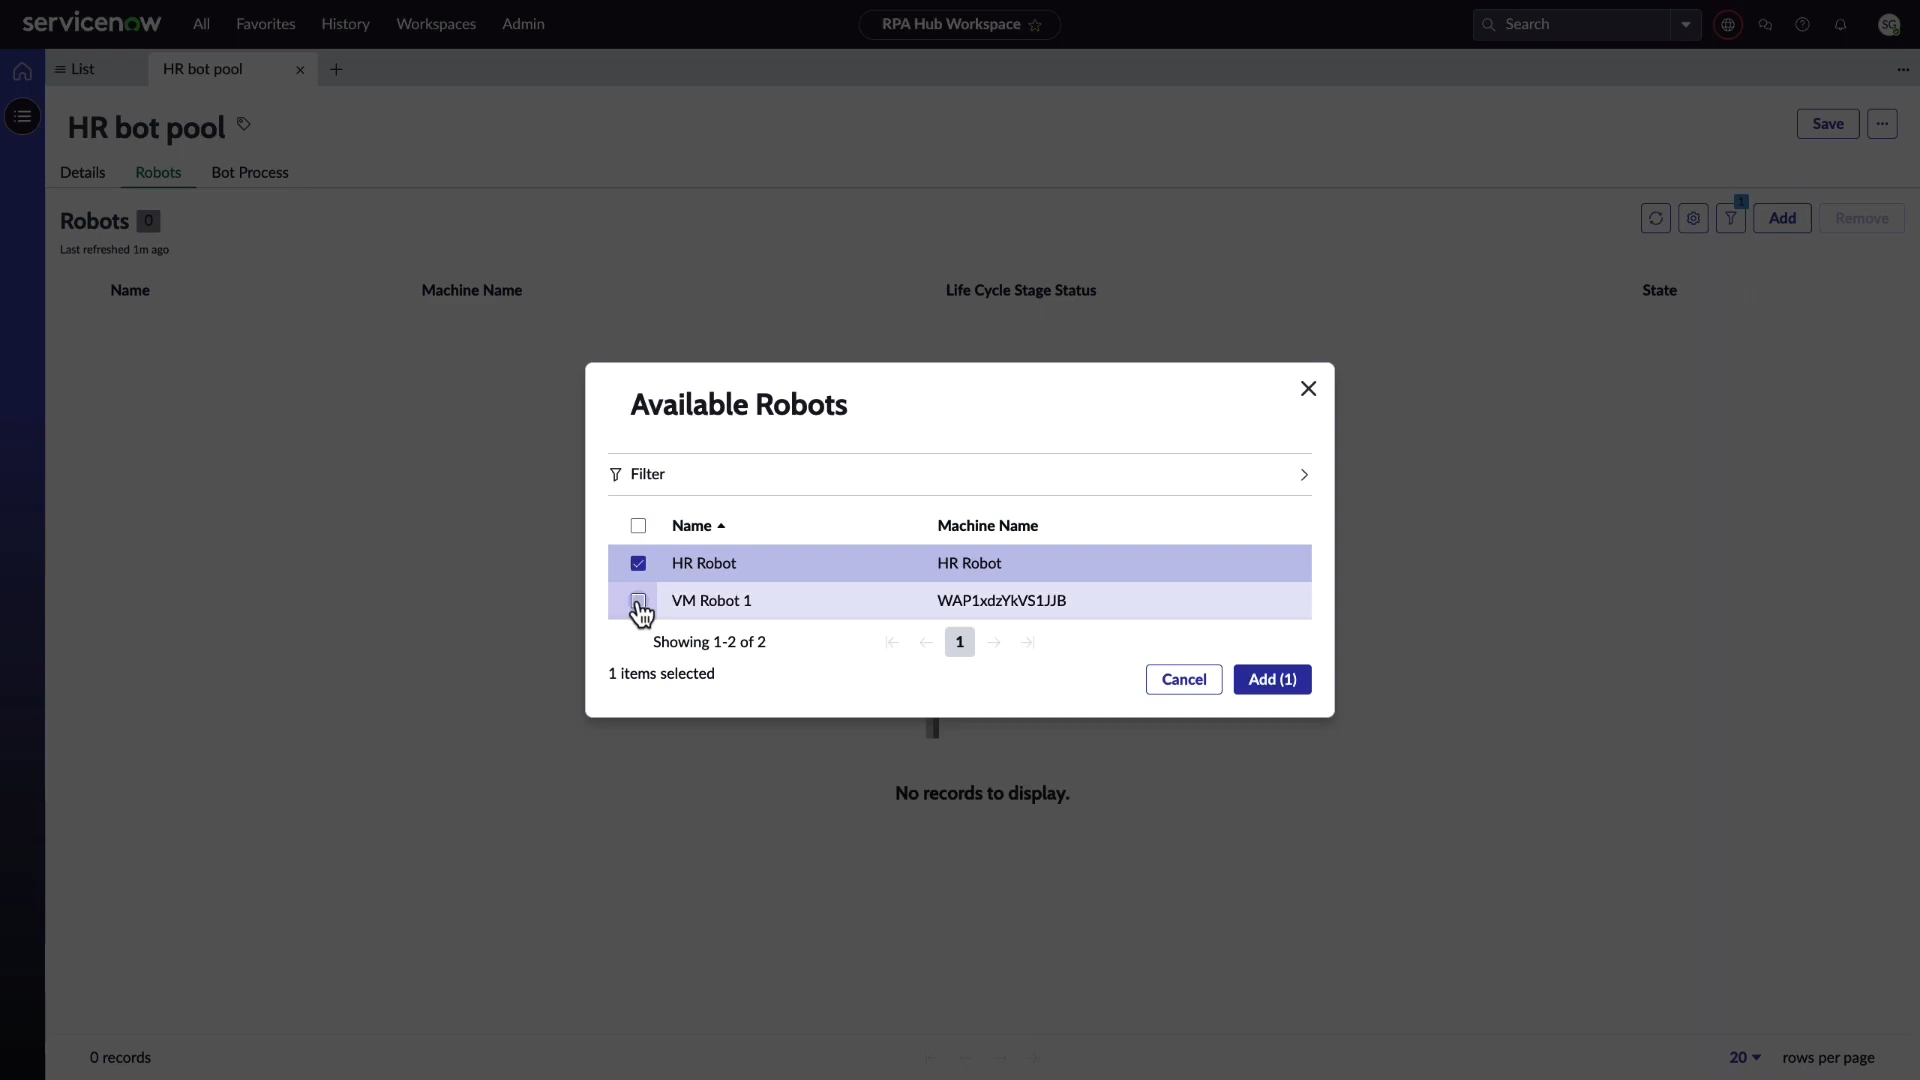 servicenow
All
Favorites
History
Workspaces
Admin
RPA Hub Workspace
Search
SG
List
HR bot pool
HR bot pool
Save
Details
Robots
Bot Process
Robots 0
1
Add
Remove
Last refreshed 1m ago
Name
Machine Name
Life Cycle Stage Status
State
Available Robots
Filter
Name
Machine Name
HR Robot
HR Robot
VM Robot 1
WAP1xdzYkVS1JJB
Showing 1-2 of 2
1
1 items selected
Cancel
Add (1)
No records to display.
0 records
20
rows per page